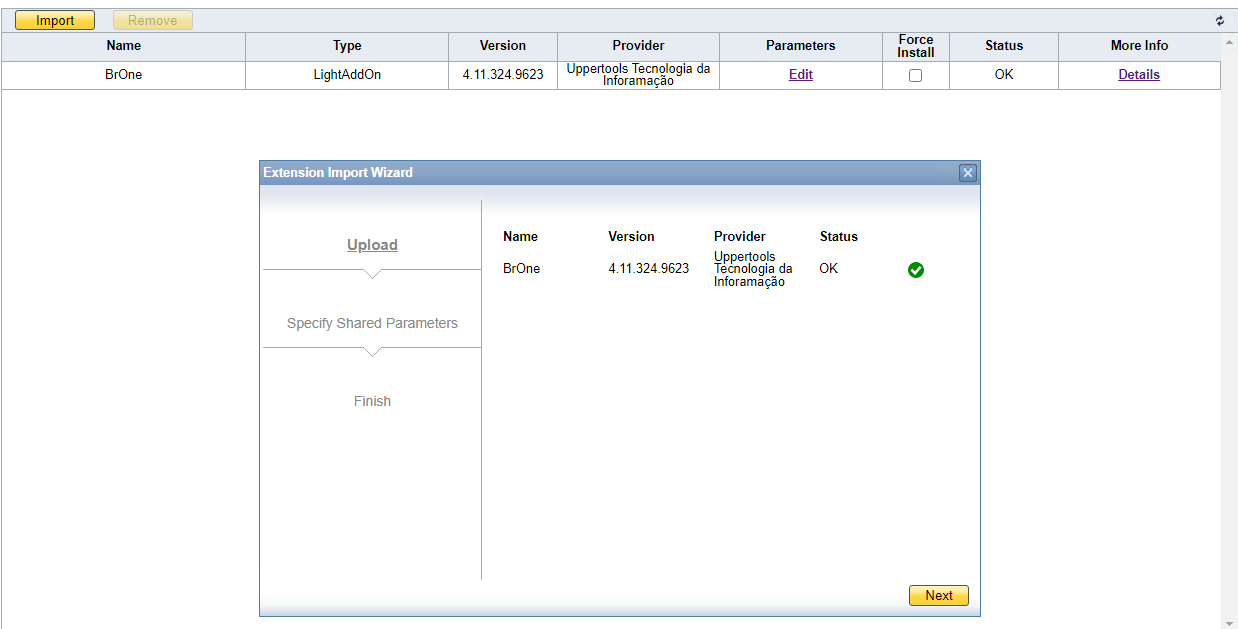 Import Remove
Name Type Version Provider Parameters Force Install Status More Info
BrOne LightAddOn 4.11.324.9623 Uppertools Tecnologia da Inforamação Edit OK Details
Extension Import Wizard
Upload
Specify Shared Parameters
Finish
Name Version Provider Status
BrOne 4.11.324.9623 Uppertools Tecnologia da Inforamação OK
Next